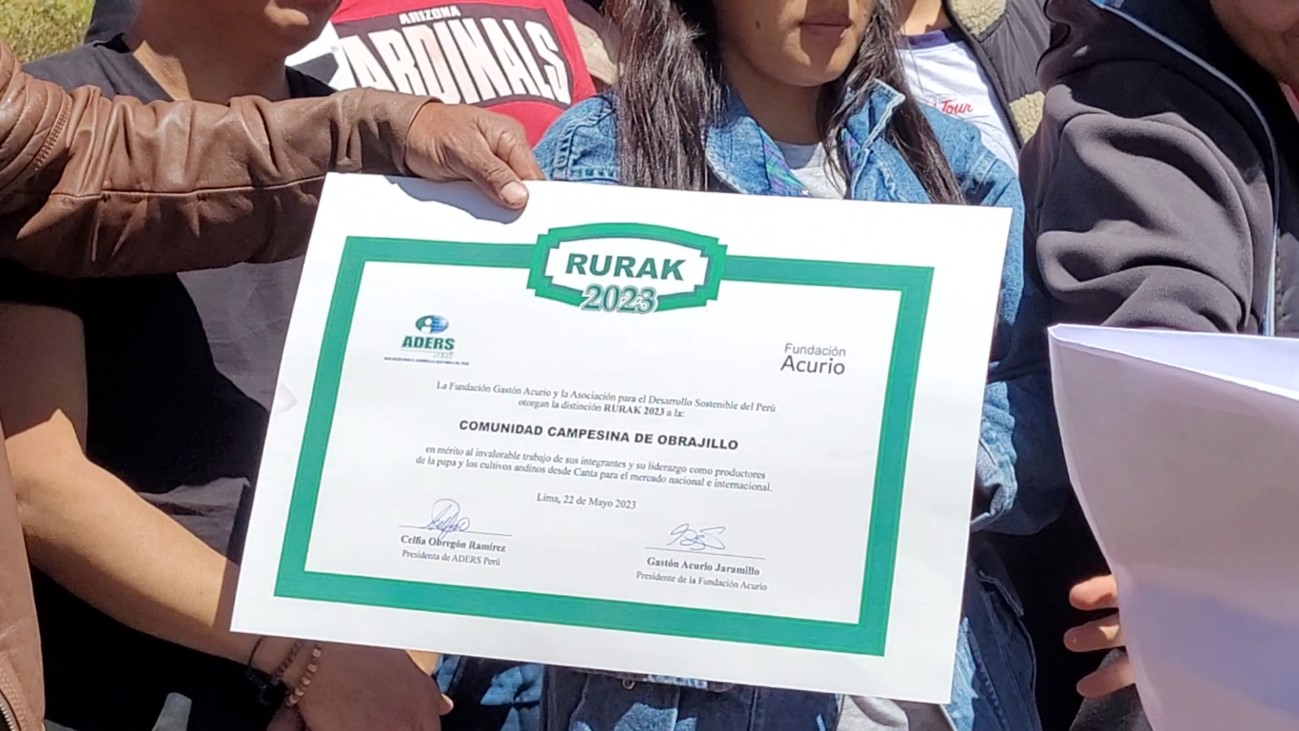 ARIZONA
CARDINALS
Tour
RURAK
2023
ADERS
PERÚ
Fundación
Acurio
La Fundación Gastón Acurio y la Asociación para el Desarrollo Sostenible del Perú
otorgan la distinción RURAK 2023 a la:
COMUNIDAD CAMPESINA DE OBRAJILLO
en mérito al invalorable trabajo de sus integrantes y su liderazgo como productores
de la papa y los cultivos andinos desde Canta para el mercado nacional e internacional.
Lima, 22 de Mayo 2023
Celfia Obregón Ramírez
Presidenta de ADERS Perú
Gastón Acurio Jaramillo
Presidente de la Fundación Acurio